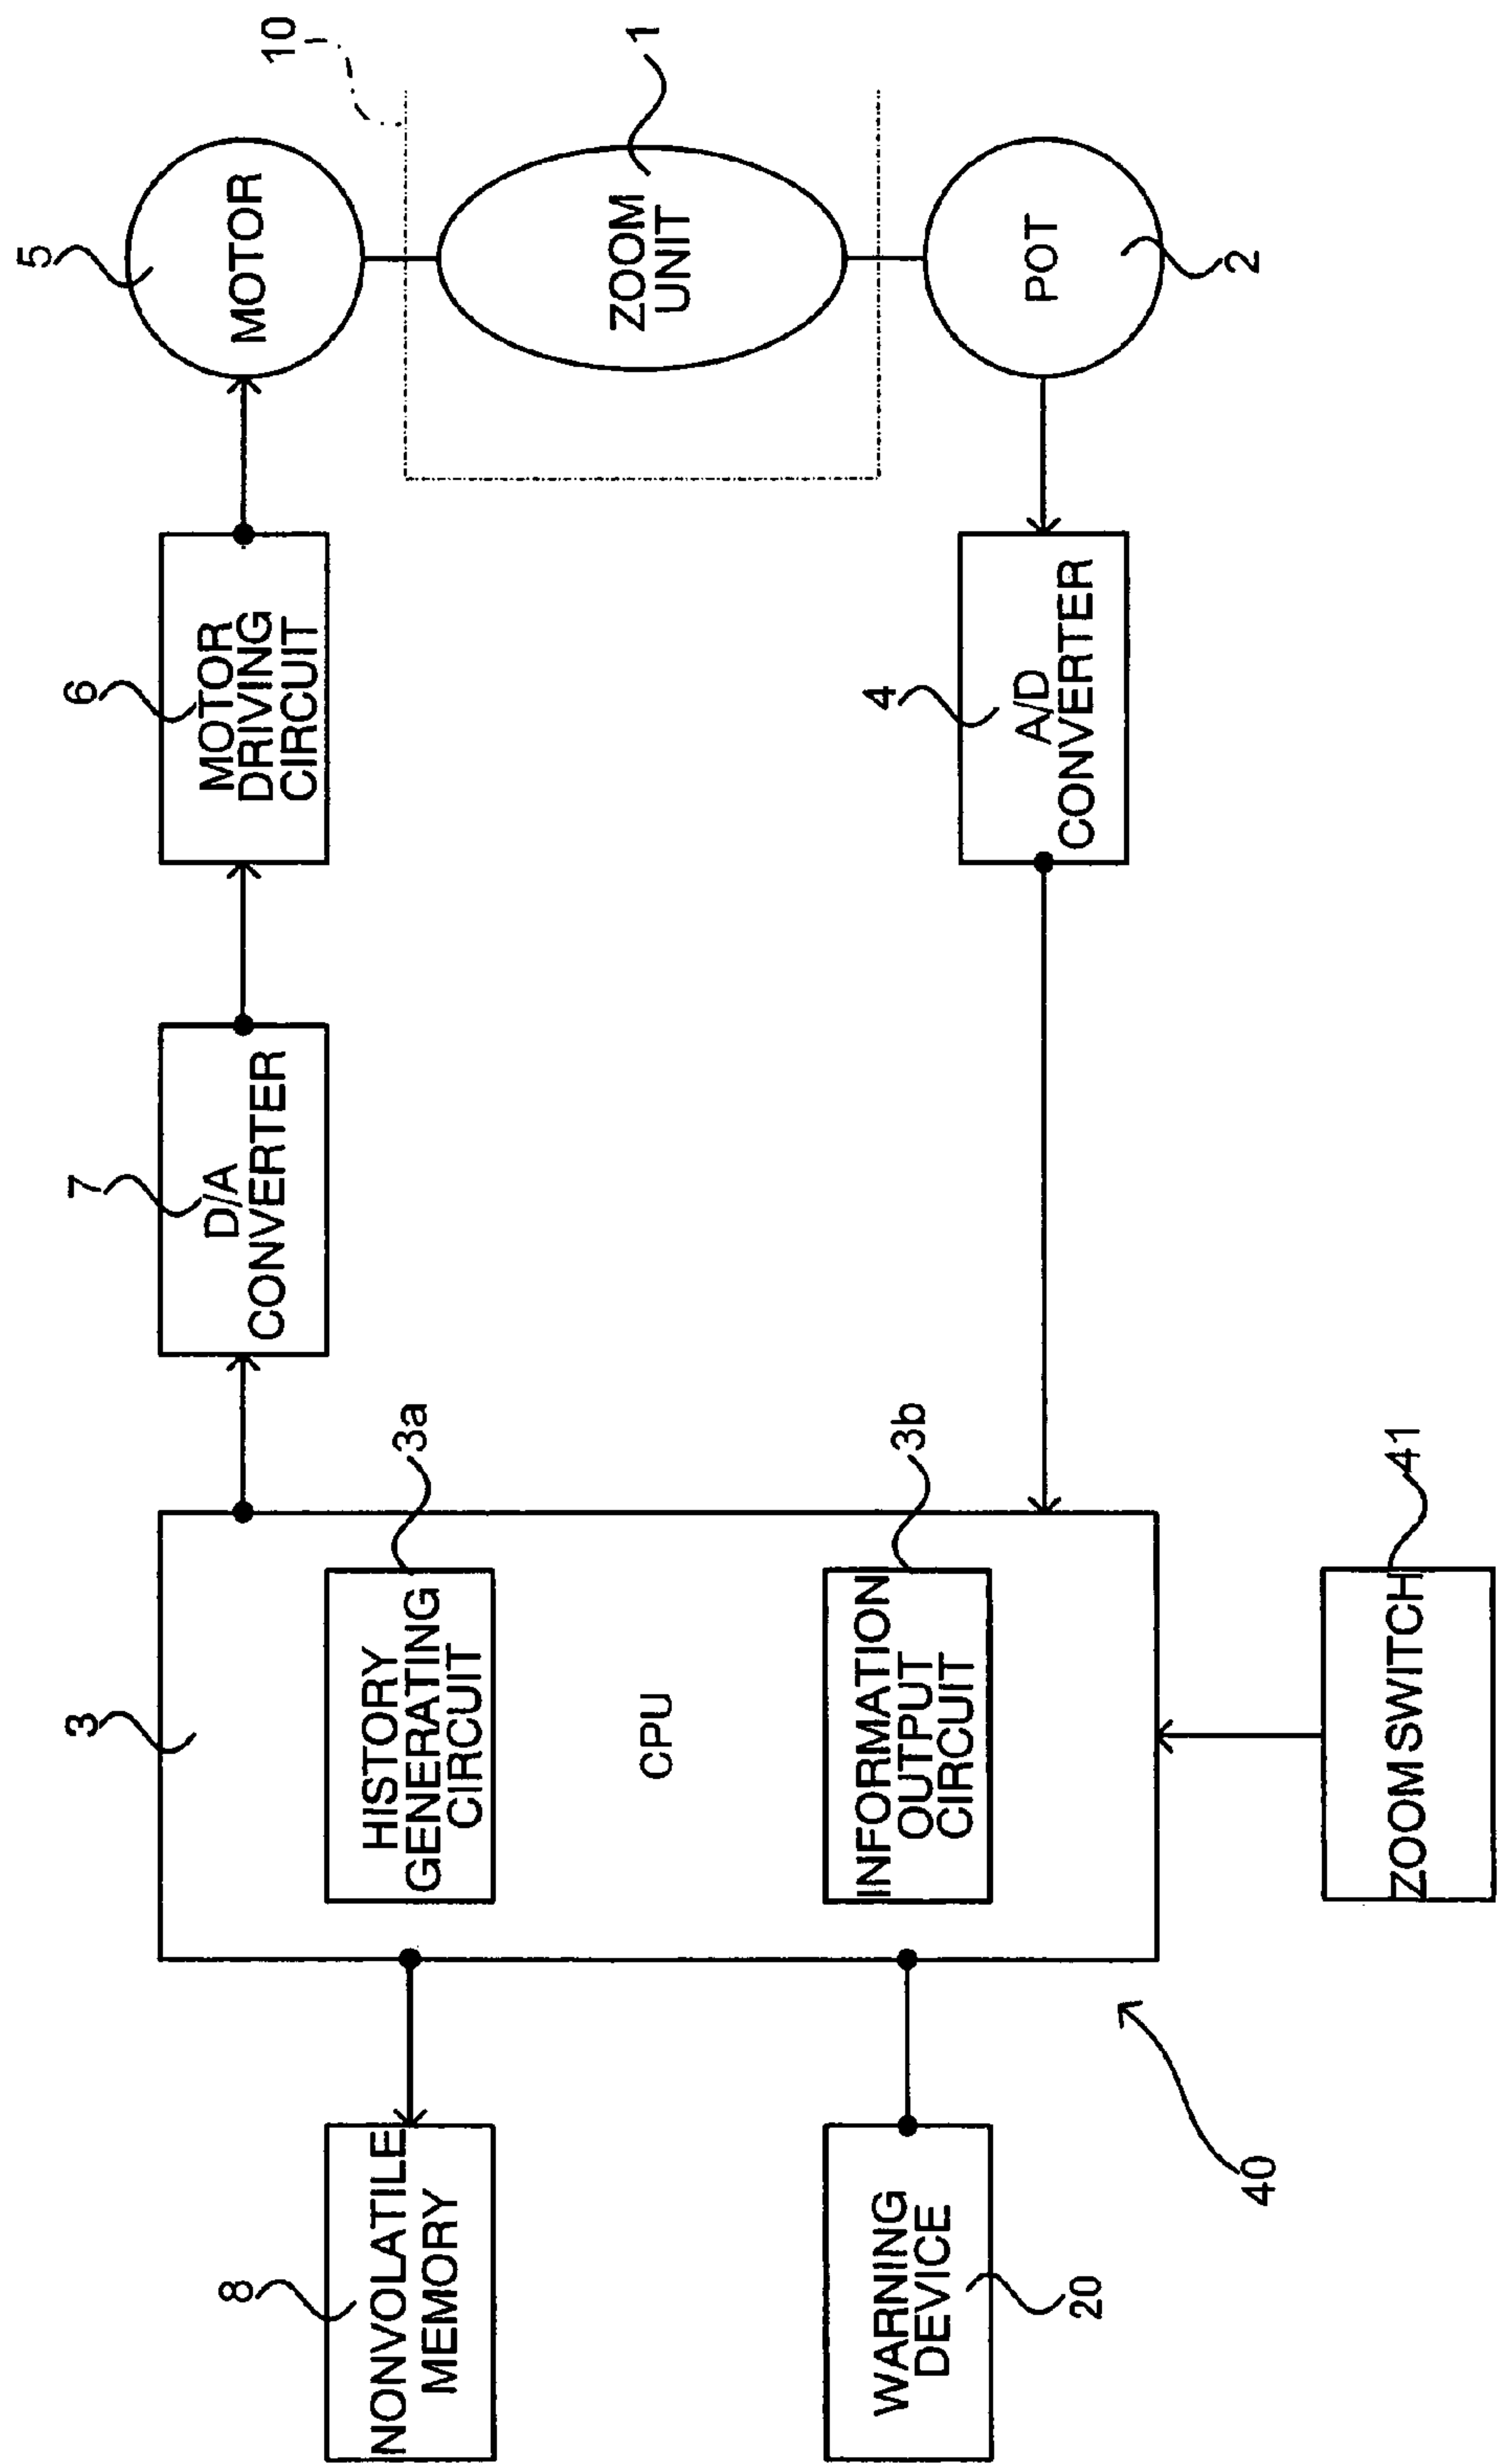 8
NONVOLATILE
MEMORY
WARNING
DEVICE
20
40
3
HISTORY
GENERATING
CIRCUIT
3a
CPU
INFORMATION
OUTPUT
CIRCUIT
3b
ZOOM SWITCH
41
7
D/A
CONVERTER
6
MOTOR
DRIVING
CIRCUIT
4
A/D
CONVERTER
5
MOTOR
10
ZOOM
UNIT
1
POT
2